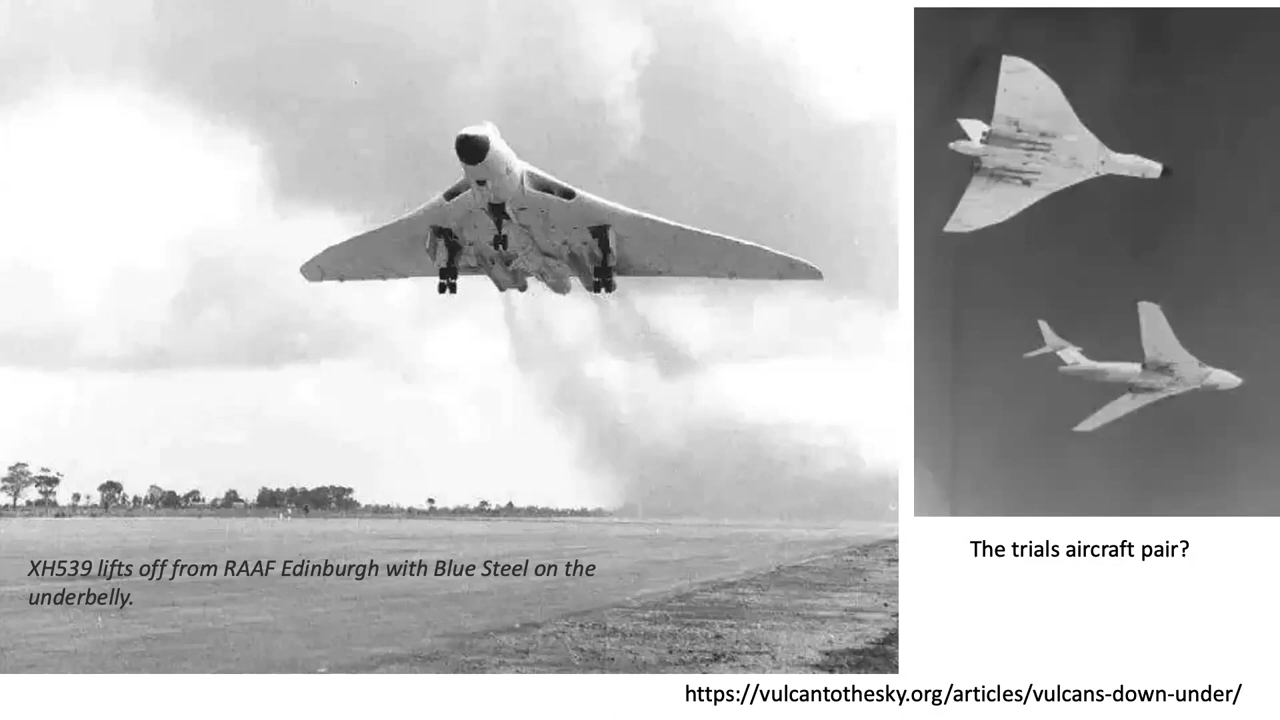 XH539 lifts off from RAAF Edinburgh with Blue Steel on the
underbelly.
The trials aircraft pair?
https://vulcantothesky.org/articles/vulcans-down-under/